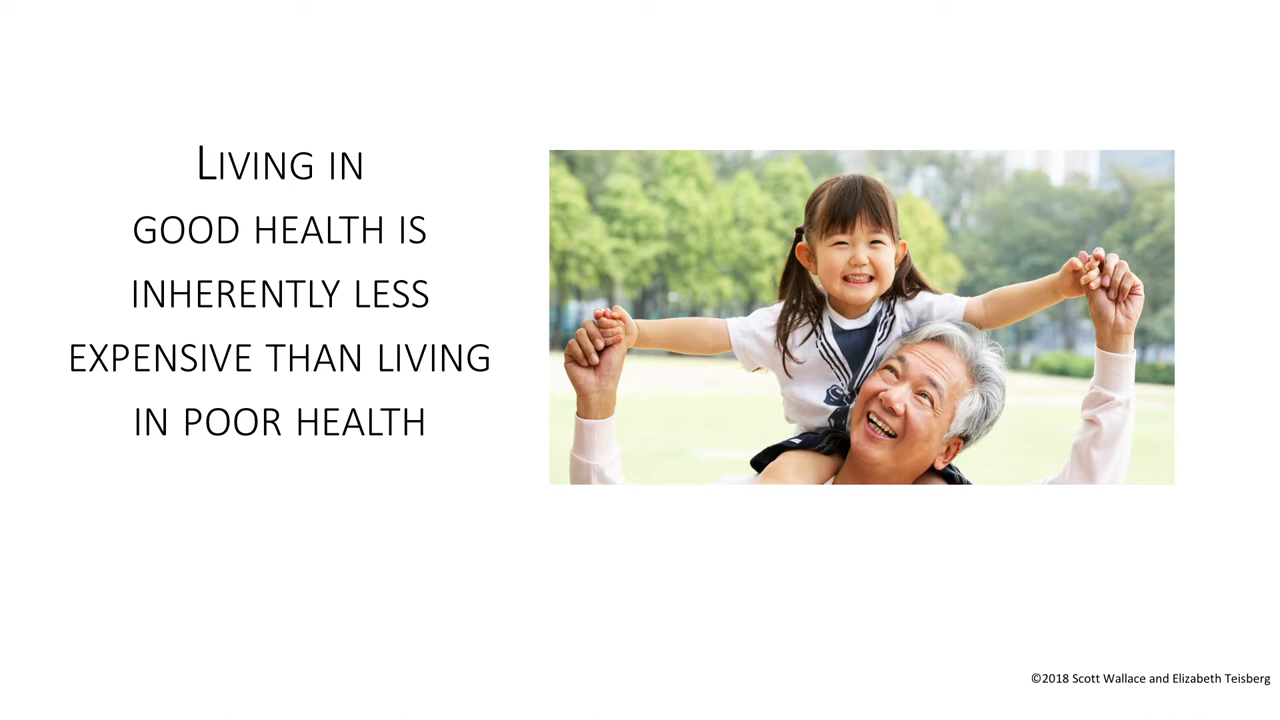 Living in
good health is
inherently less
expensive than living
in poor health
©2018 Scott Wallace and Elizabeth Teisberg